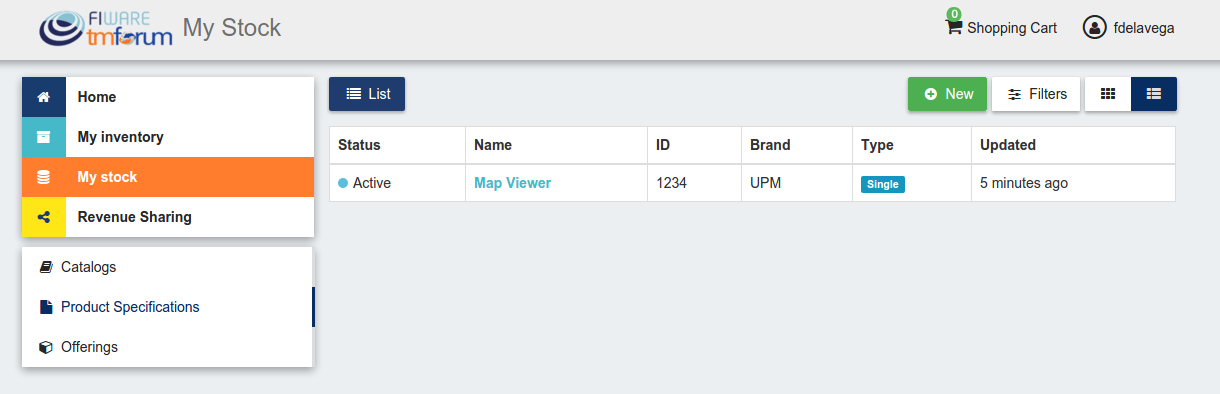 FIWARE
tmforum
My Stock
0
Shopping Cart
fdelavega
Home
My inventory
My stock
Revenue Sharing
Catalogs
Product Specifications
Offerings
List
New
Filters
Status Name ID Brand Type Updated
Active Map Viewer 1234 UPM Single 5 minutes ago